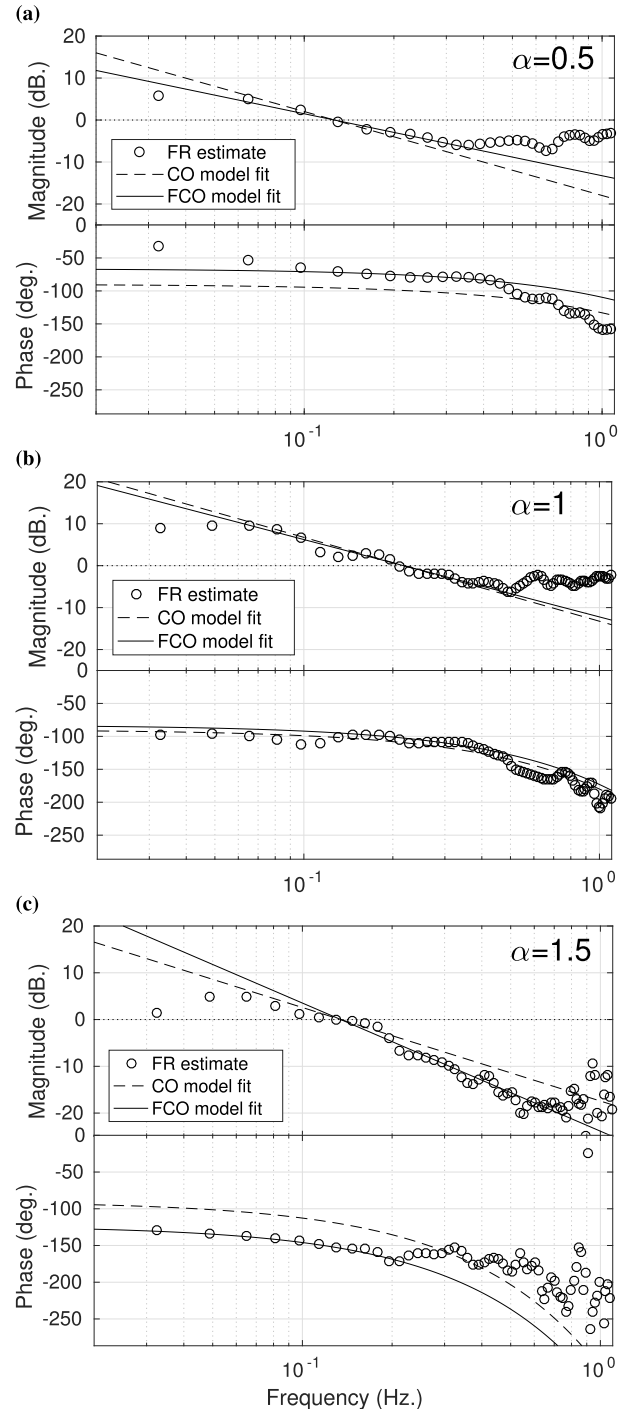 (a)
α=0.5
Magnitude (dB.)
20
10
0
-10
-20
FR estimate
CO model fit
FCO model fit
Phase (deg.)
0
-50
-100
-150
-200
-250
10^-1
10^0
(b)
α=1
Magnitude (dB.)
20
10
0
-10
-20
FR estimate
CO model fit
FCO model fit
Phase (deg.)
0
-50
-100
-150
-200
-250
10^-1
10^0
(c)
α=1.5
Magnitude (dB.)
20
10
0
-10
-20
FR estimate
CO model fit
FCO model fit
Phase (deg.)
0
-50
-100
-150
-200
-250
10^-1
10^0
Frequency (Hz.)